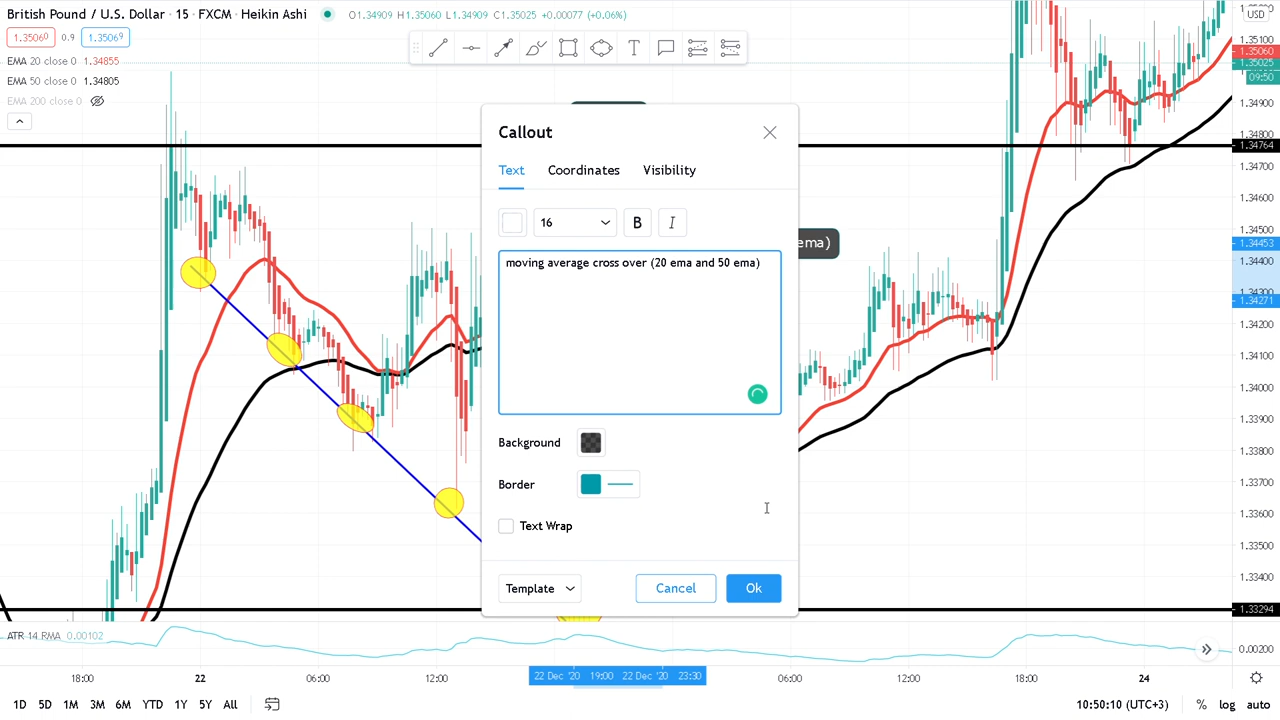 British Pound / U.S. Dollar · 15 · FXCM · Heikin Ashi
O1.34909 H1.35060 L1.34909 C1.35025 +0.00077 (+0.06%)
1.35060 0.9 1.35069
EMA 20 close 0 1.34855
EMA 50 close 0 1.34805
EMA 200 close 0
T
Callout
Text Coordinates Visibility
16 B I
moving average cross over (20 ema and 50 ema)
ema)
Background
Border
Text Wrap
Template Cancel Ok
USD
1.35100
1.35060
1.35025
09:50
1.34900
1.34800
1.34764
1.34700
1.34600
1.34500
1.34453
1.34400
1.34300
1.34271
1.34200
1.34100
1.34000
1.33900
1.33800
1.33700
1.33600
1.33500
1.33400
1.33294
ATR 14 RMA 0.00102
0.00200
18:00 22 06:00 12:00 22 Dec '20 19:00 22 Dec '20 23:30 06:00 12:00 18:00 24
1D 5D 1M 3M 6M YTD 1Y 5Y All 10:50:10 (UTC+3) % log auto